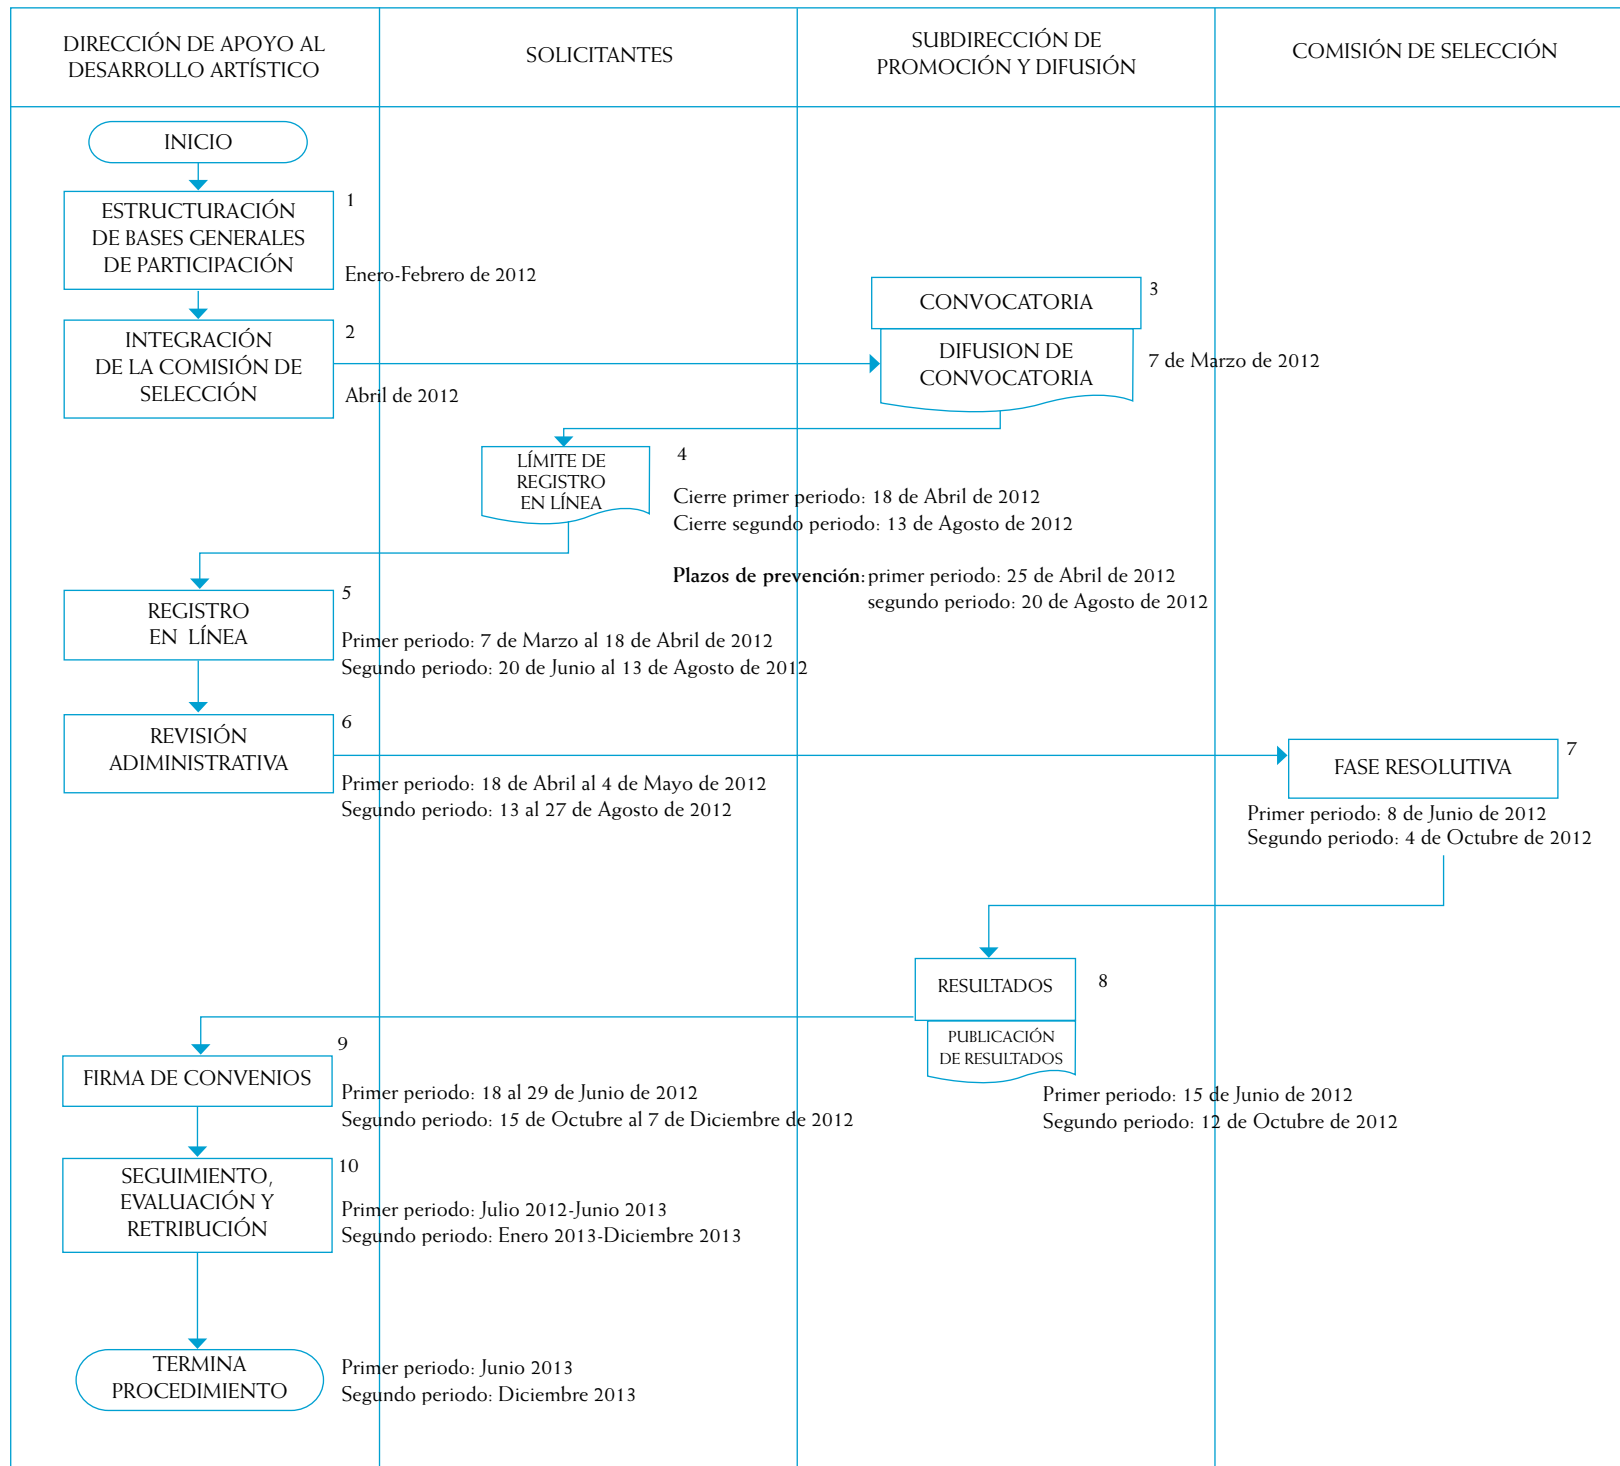 DIRECCIÓN DE APOYO AL
DESARROLLO ARTÍSTICO
SOLICITANTES
SUBDIRECCIÓN DE
PROMOCIÓN Y DIFUSIÓN
COMISIÓN DE SELECCIÓN
INICIO
1
ESTRUCTURACIÓN
DE BASES GENERALES
DE PARTICIPACIÓN
Enero-Febrero de 2012
2
INTEGRACIÓN
DE LA COMISIÓN DE
SELECCIÓN
Abril de 2012
3
CONVOCATORIA
DIFUSION DE
CONVOCATORIA
7 de Marzo de 2012
4
LÍMITE DE
REGISTRO
EN LÍNEA
Cierre primer periodo: 18 de Abril de 2012
Cierre segundo periodo: 13 de Agosto de 2012
Plazos de prevención: primer periodo: 25 de Abril de 2012
segundo periodo: 20 de Agosto de 2012
5
REGISTRO
EN LÍNEA
Primer periodo: 7 de Marzo al 18 de Abril de 2012
Segundo periodo: 20 de Junio al 13 de Agosto de 2012
6
REVISIÓN
ADIMINISTRATIVA
Primer periodo: 18 de Abril al 4 de Mayo de 2012
Segundo periodo: 13 al 27 de Agosto de 2012
7
FASE RESOLUTIVA
Primer periodo: 8 de Junio de 2012
Segundo periodo: 4 de Octubre de 2012
8
RESULTADOS
PUBLICACIÓN
DE RESULTADOS
Primer periodo: 15 de Junio de 2012
Segundo periodo: 12 de Octubre de 2012
9
FIRMA DE CONVENIOS
Primer periodo: 18 al 29 de Junio de 2012
Segundo periodo: 15 de Octubre al 7 de Diciembre de 2012
10
SEGUIMIENTO,
EVALUACIÓN Y
RETRIBUCIÓN
Primer periodo: Julio 2012-Junio 2013
Segundo periodo: Enero 2013-Diciembre 2013
TERMINA
PROCEDIMIENTO
Primer periodo: Junio 2013
Segundo periodo: Diciembre 2013